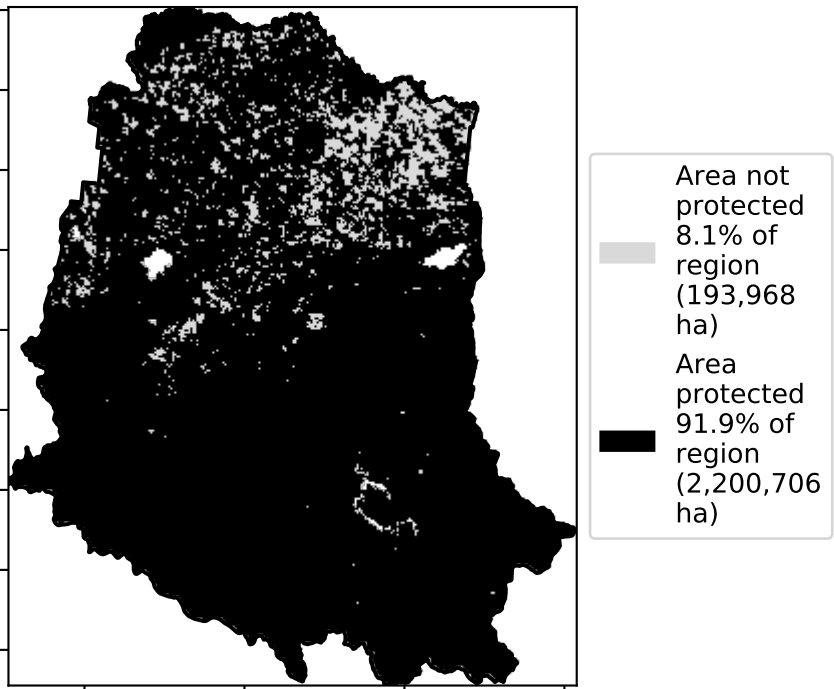 Area not
protected
8.1% of
region
(193,968
ha)
Area
protected
91.9% of
region
(2,200,706
ha)